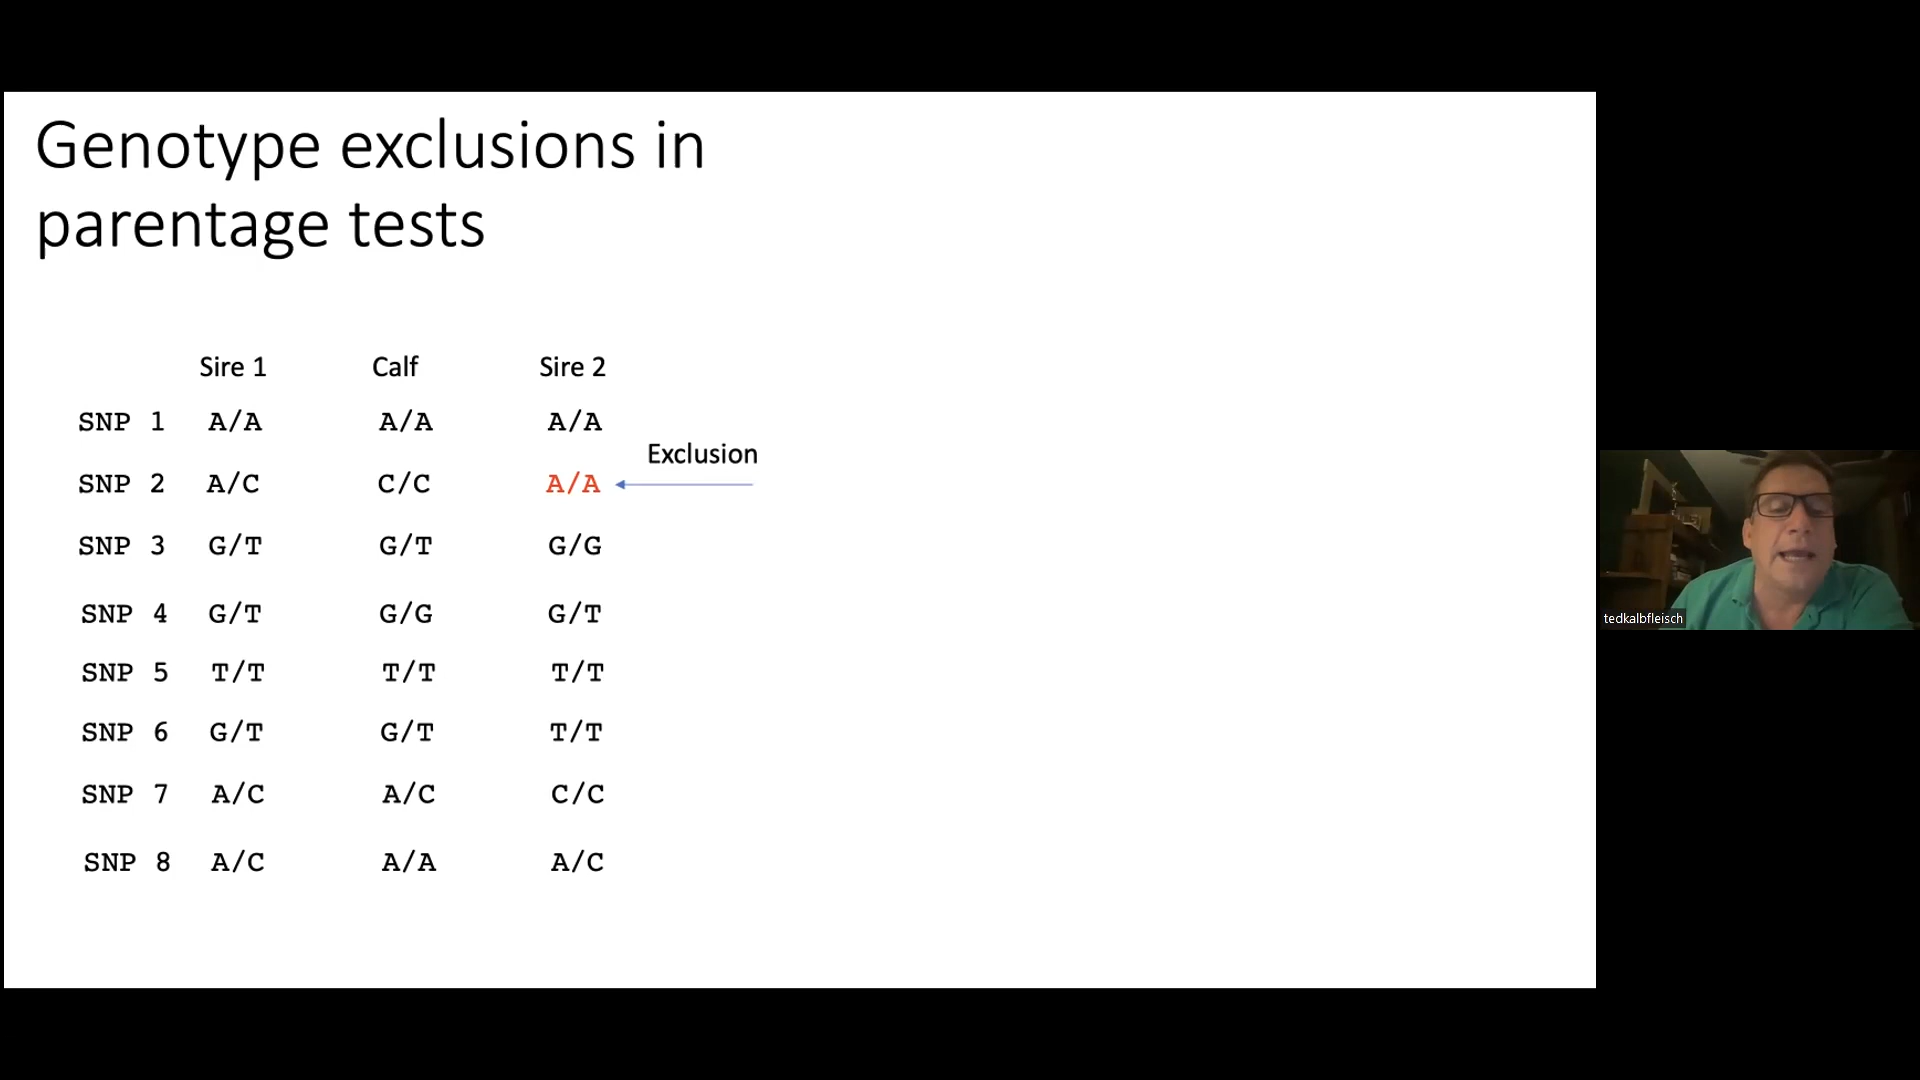 Genotype exclusions in
parentage tests
Sire 1 Calf Sire 2
SNP 1 A/A A/A A/A
Exclusion
SNP 2 A/C C/C A/A
SNP 3 G/T G/T G/G
SNP 4 G/T G/G G/T
SNP 5 T/T T/T T/T
SNP 6 G/T G/T T/T
SNP 7 A/C A/C C/C
SNP 8 A/C A/A A/C
tedkalbfleisch